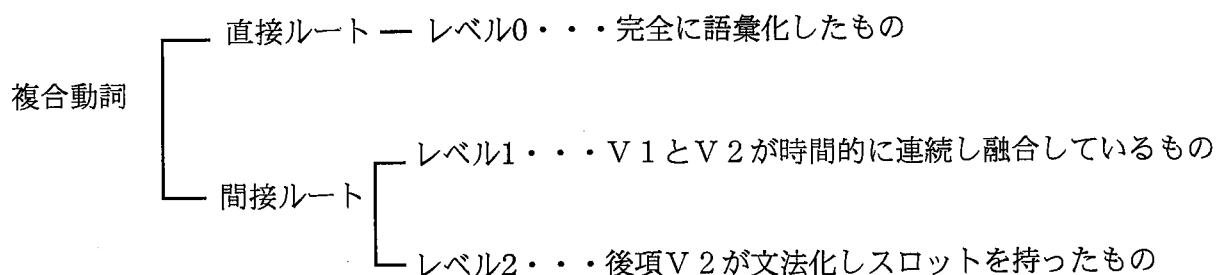 直接ルート ー レベル0・・・完全に語彙化したもの
複合動詞
レベル1・・・V1とV2が時間的に連続し融合しているもの
間接ルート
レベル2・・・後項V2が文法化しスロットを持ったもの